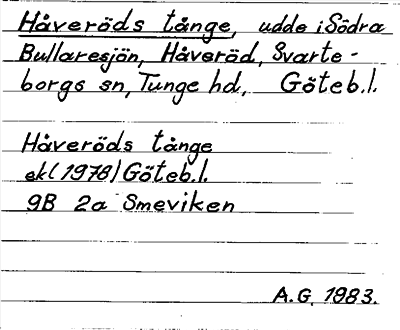 Håveröds tånge, udde i Södra
Bullaresjön, Håveröd, Svarte-
borgs sn, Tunge hd, Göteb.l.
Håveröds tånge
ek (1978) Göteb.l.
9B 2a Smeviken
A.G. 1983.